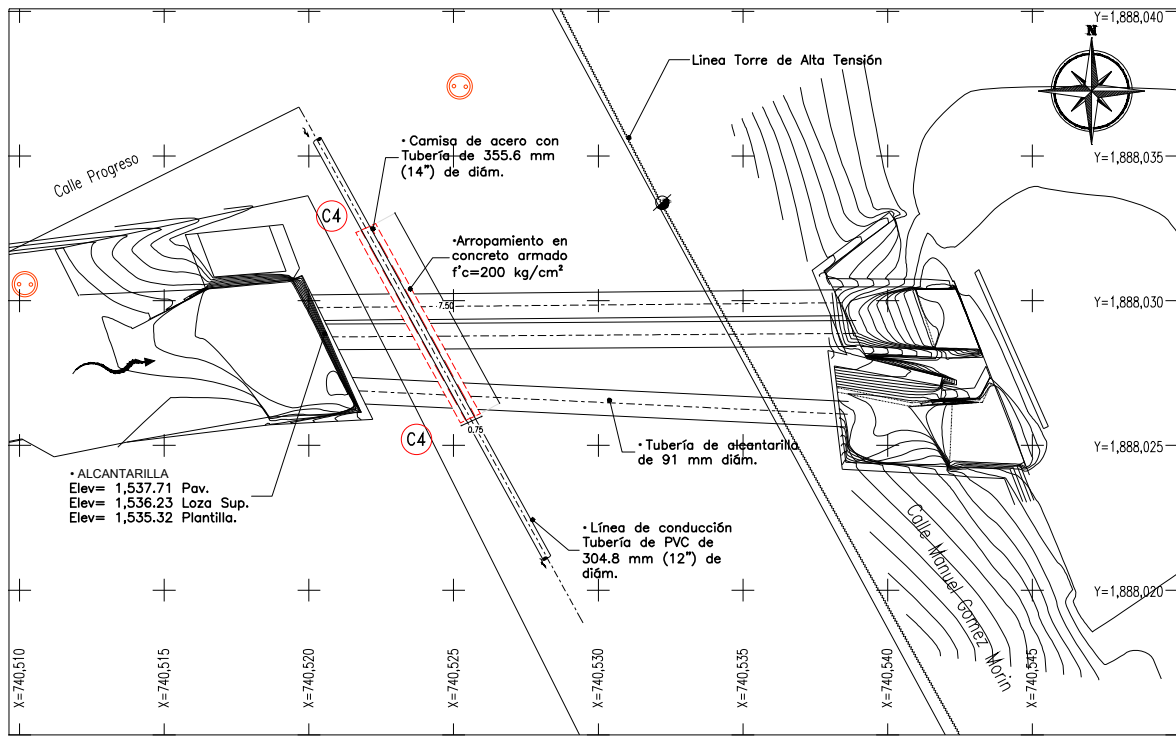 Y=1,888,040
N
Linea Torre de Alta Tensión
• Camisa de acero con
Tubería de 355.6 mm
(14") de diám.
Y=1,888,035
Calle Progreso
C4
•Arropamiento en
concreto armado
f'c=200 kg/cm²
7.50
Y=1,888,030
0.75
C4
• Tubería de alcantarilla
de 91 mm diám.
Y=1,888,025
• ALCANTARILLA
Elev= 1,537.71 Pav.
Elev= 1,536.23 Loza Sup.
Elev= 1,535.32 Plantilla.
• Línea de conducción
Tubería de PVC de
304.8 mm (12") de
diám.
Calle Manuel Gomez Morin
Y=1,888,020
X=740,510
X=740,515
X=740,520
X=740,525
X=740,530
X=740,535
X=740,540
X=740,545